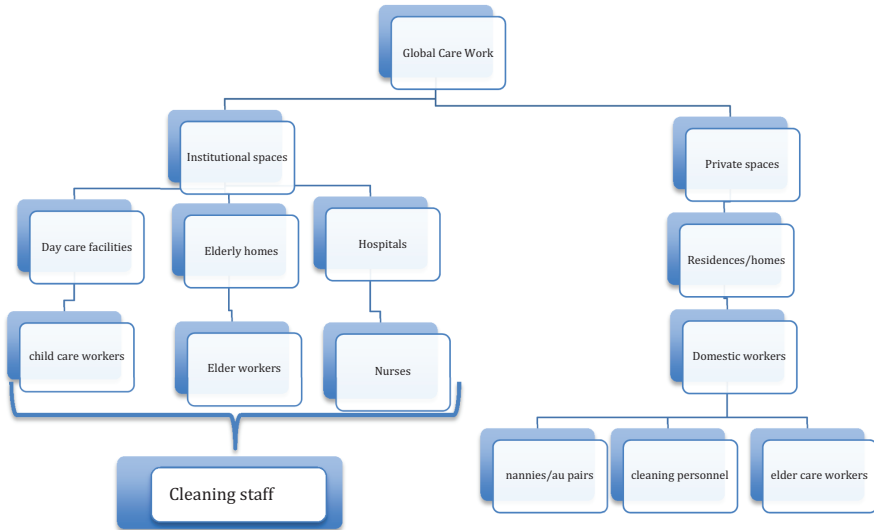 Global Care Work
Institutional spaces
Private spaces
Day care facilities
Elderly homes
Hospitals
Residences/homes
child care workers
Elder workers
Nurses
Domestic workers
nannies/au pairs
cleaning personnel
elder care workers
Cleaning staff